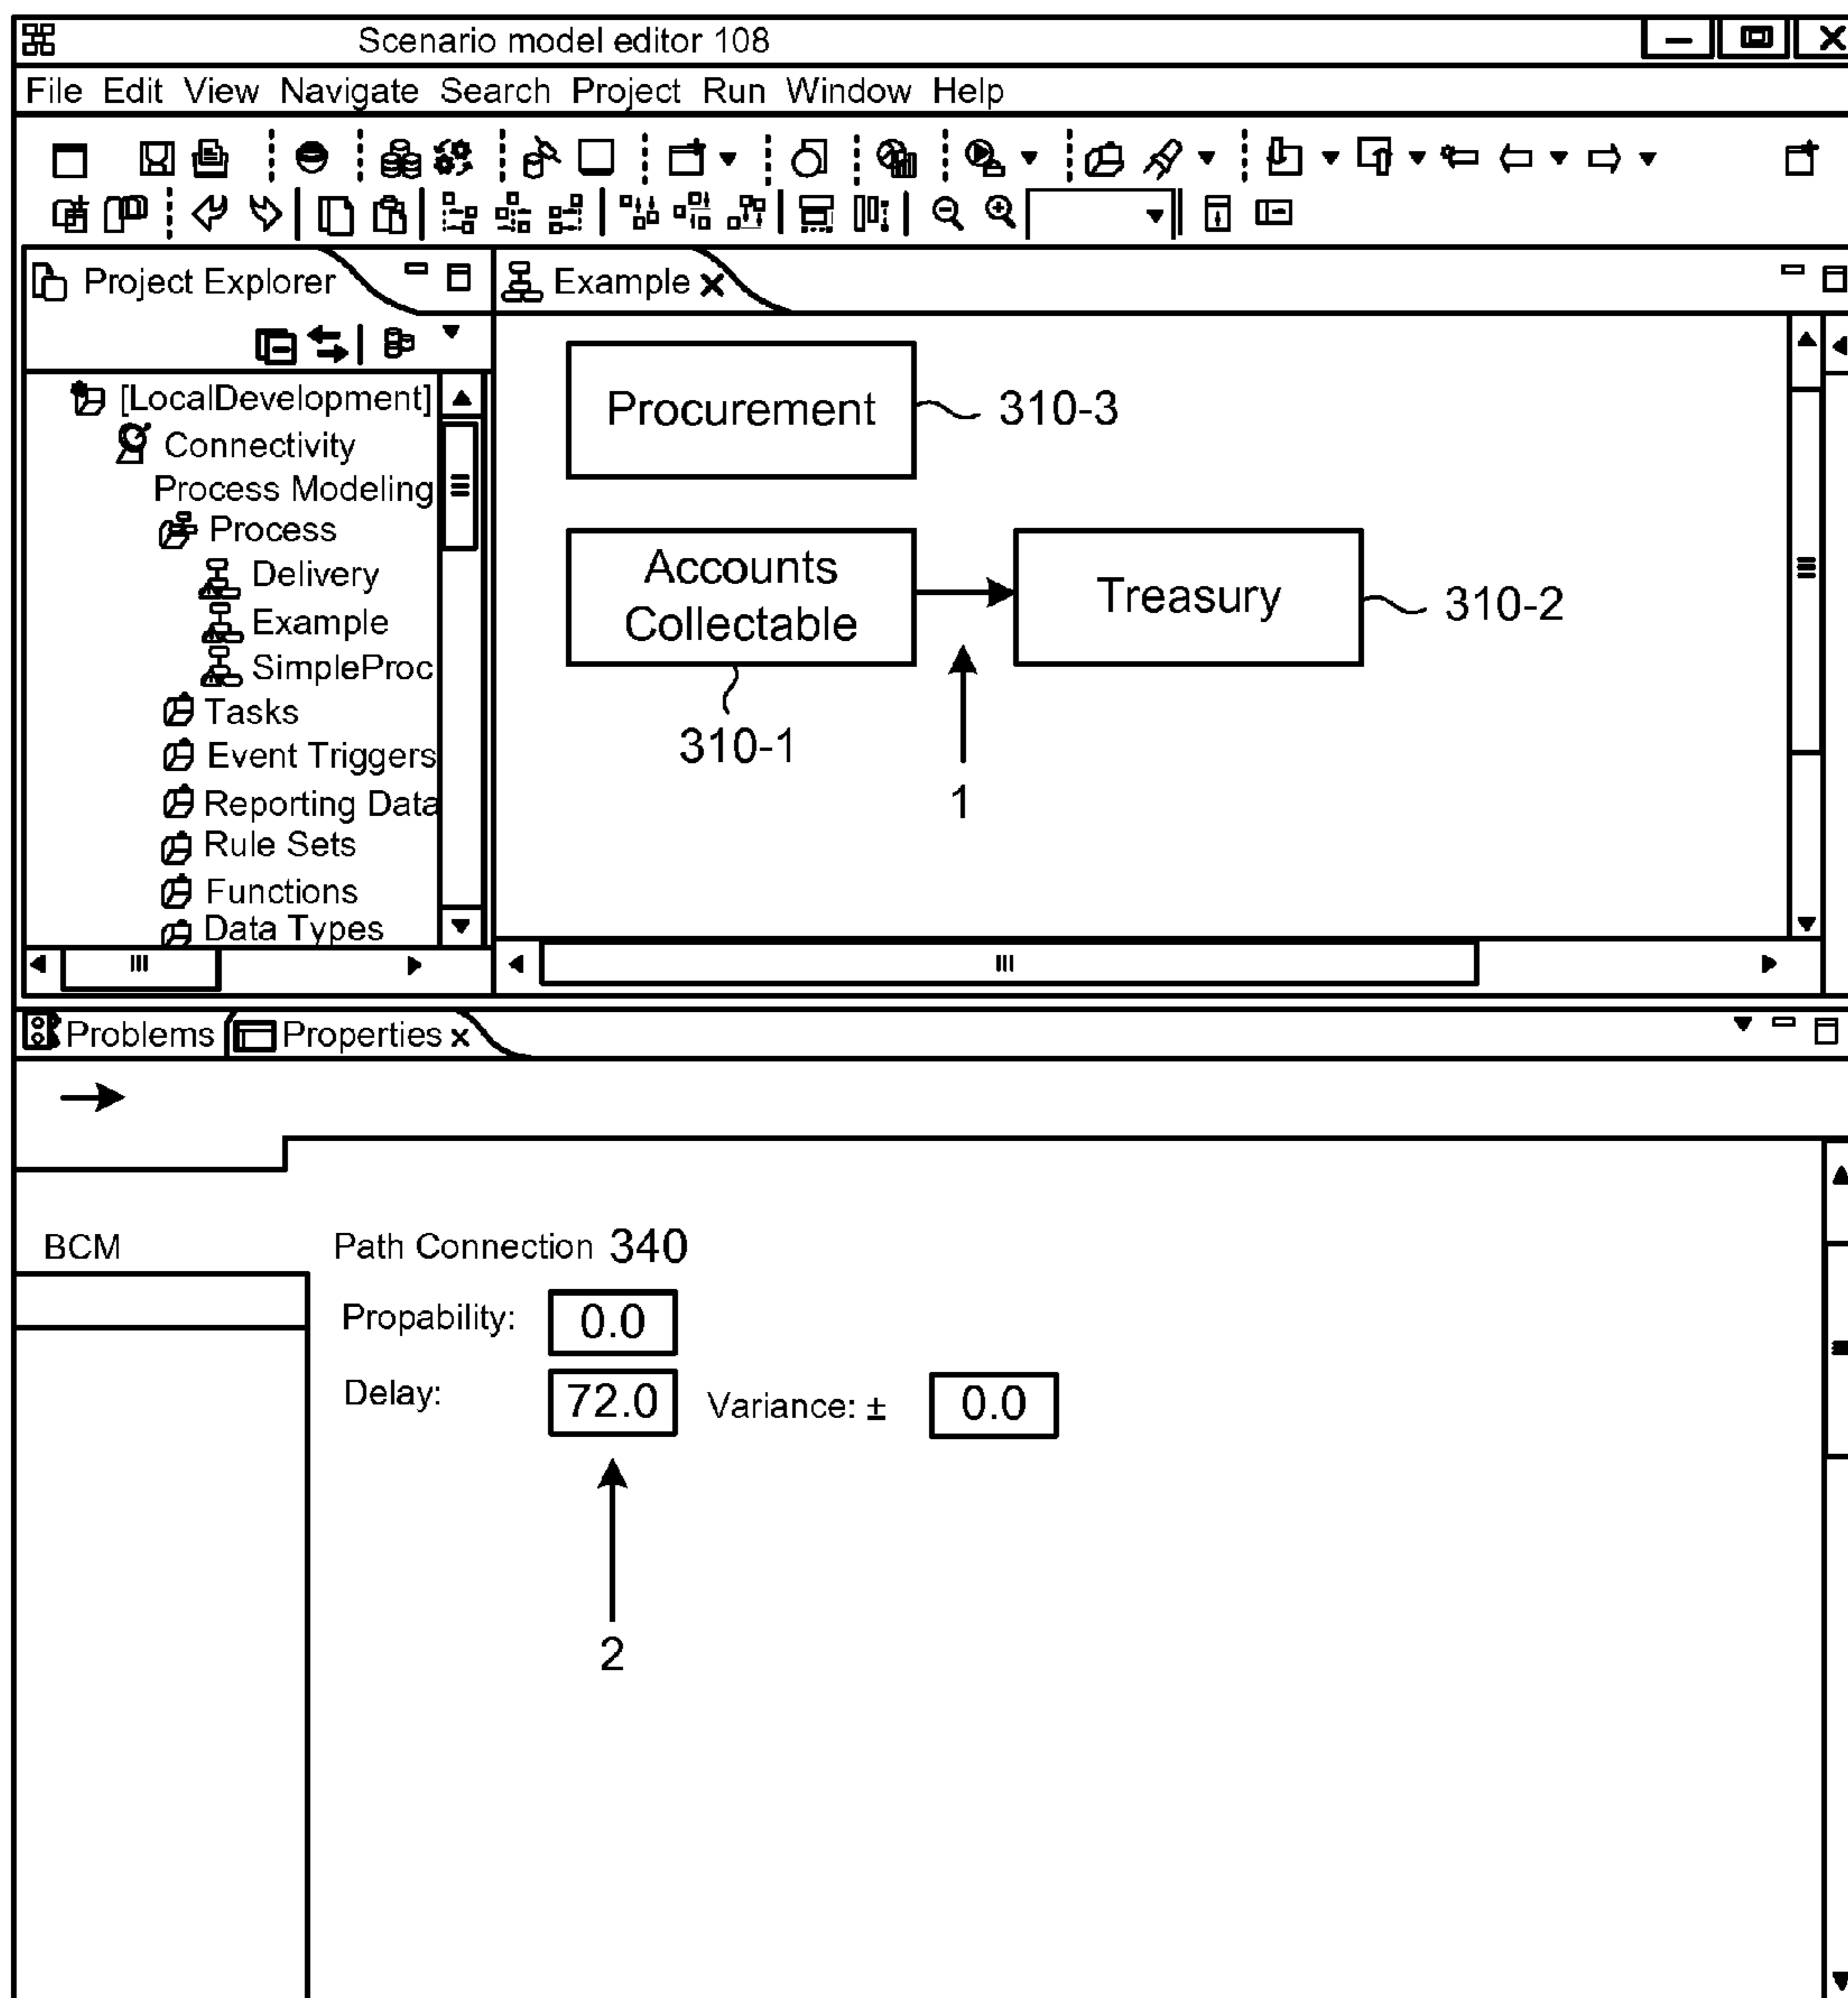 Scenario model editor 108
File Edit View Navigate Search Project Run Window Help
Project Explorer
[LocalDevelopment]
Connectivity
Process Modeling
Process
Delivery
Example
SimpleProc
Tasks
Event Triggers
Reporting Data
Rule Sets
Functions
Data Types
Example
Procurement
310-3
Accounts
Collectable
Treasury
310-2
310-1
1
Problems Properties
BCM
Path Connection 340
Propability: 0.0
Delay: 72.0 Variance: ± 0.0
2